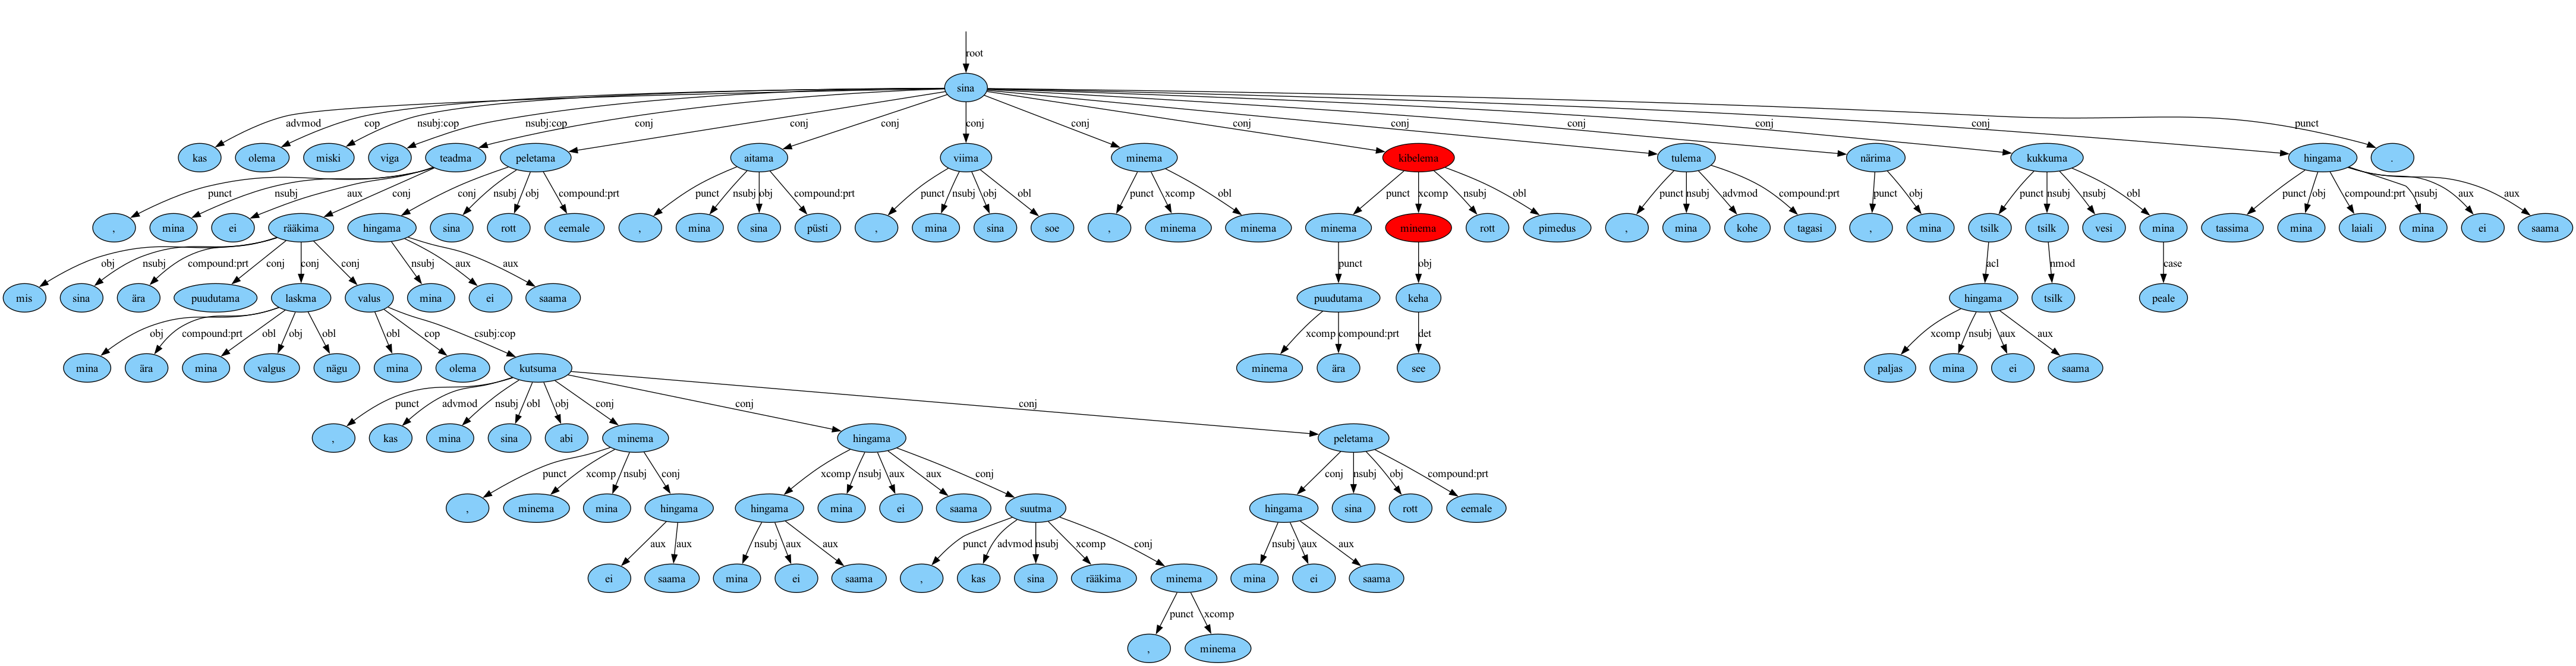 root
sina
advmod cop nsubj:cop nsubj:cop conj conj conj conj conj conj conj conj conj conj punct
kas olema miski viga teadma peletama aitama viima minema kibelema tulema närima kukkuma hingama .
punct nsubj aux conj conj nsubj obj compound:prt punct nsubj obj compound:prt punct nsubj obj obl punct xcomp obl punct xcomp nsubj obl punct nsubj advmod compound:prt punct obj punct nsubj nsubj obl punct obj compound:prt nsubj aux aux
, mina ei rääkima hingama sina rott eemale , mina sina püsti , mina sina soe , minema minema minema minema rott pimedus , mina kohe tagasi , mina tsilk tsilk vesi mina tassima mina laiali mina ei saama
obj nsubj compound:prt conj conj conj nsubj aux aux punct obj acl nmod case
mis sina ära puudutama laskma valus mina ei saama puudutama keha hingama tsilk peale
obj compound:prt obl obj obl obl cop csubj:cop xcomp compound:prt det xcomp nsubj aux aux
mina ära mina valgus nägu mina olema kutsuma minema ära see paljas mina ei saama
punct advmod nsubj obl obj conj conj conj
, kas mina sina abi minema hingama peletama
punct xcomp nsubj conj xcomp nsubj aux aux conj conj nsubj obj compound:prt
, minema mina hingama hingama mina ei saama suutma hingama sina rott eemale
aux aux nsubj aux aux punct advmod nsubj xcomp conj nsubj aux aux
ei saama mina ei saama , kas sina rääkima minema mina ei saama
punct xcomp
, minema